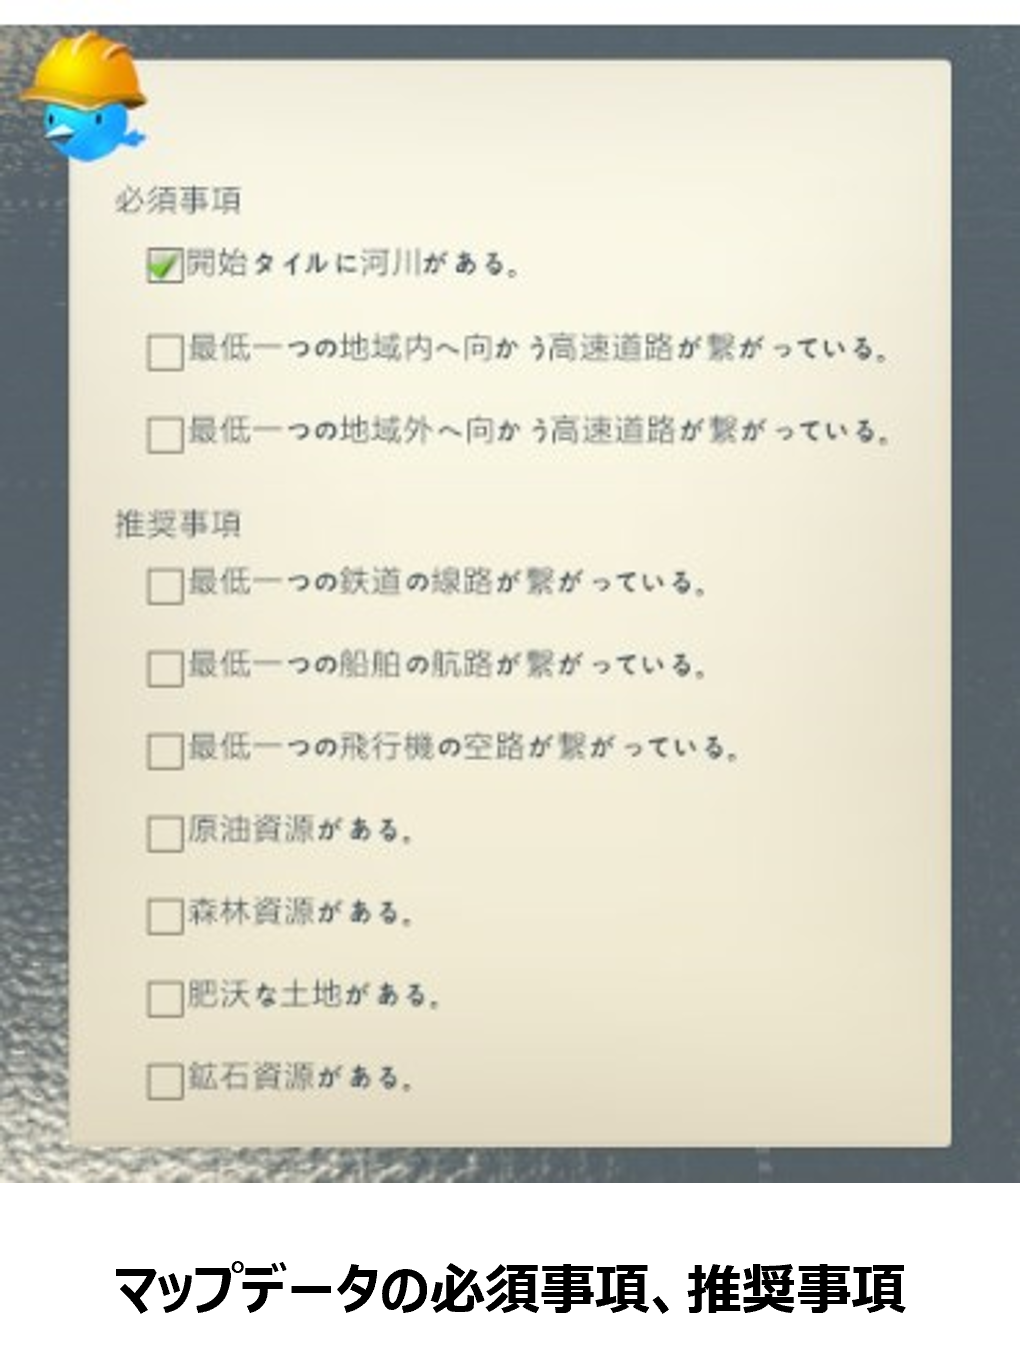 必須事項
開始タイルに河川がある。
最低一つの地域内へ向かう高速道路が繋がっている。
最低一つの地域外へ向かう高速道路が繋がっている。
推奨事項
最低一つの鉄道の線路が繋がっている。
最低一つの船舶の航路が繋がっている。
最低一つの飛行機の空路が繋がっている。
原油資源がある。
森林資源がある。
肥沃な土地がある。
鉱石資源がある。
マップデータの必須事項、推奨事項